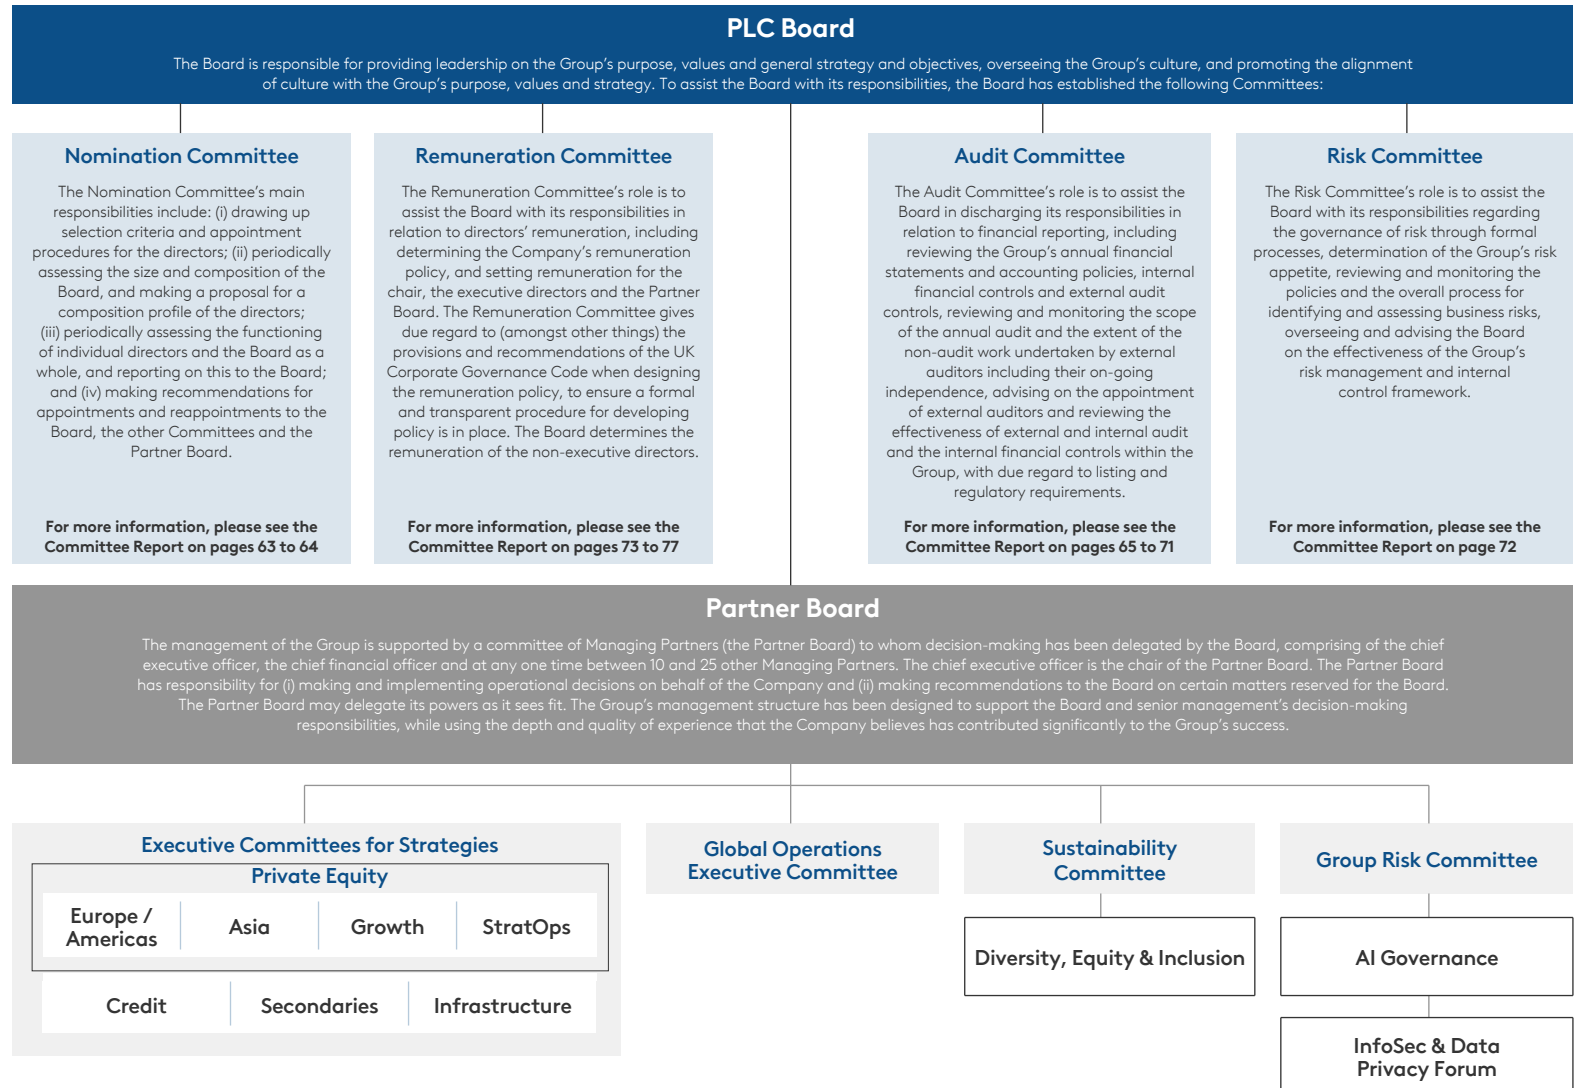 PLC Board
The Board is responsible for providing leadership on the Group's purpose, values and general strategy and objectives, overseeing the Group's culture, and promoting the alignment
of culture with the Group's purpose, values and strategy. To assist the Board with its responsibilities, the Board has established the following Committees:
Nomination Committee
The Nomination Committee's main
responsibilities include: (i) drawing up
selection criteria and appointment
procedures for the directors; (ii) periodically
assessing the size and composition of the
Board, and making a proposal for a
composition profile of the directors;
(iii) periodically assessing the functioning
of individual directors and the Board as a
whole, and reporting on this to the Board;
and (iv) making recommendations for
appointments and reappointments to the
Board, the other Committees and the
Partner Board.
For more information, please see the
Committee Report on pages 63 to 64
Remuneration Committee
The Remuneration Committee's role is to
assist the Board with its responsibilities in
relation to directors' remuneration, including
determining the Company's remuneration
policy, and setting remuneration for the
chair, the executive directors and the Partner
Board. The Remuneration Committee gives
due regard to (amongst other things) the
provisions and recommendations of the UK
Corporate Governance Code when designing
the remuneration policy, to ensure a formal
and transparent procedure for developing
policy is in place. The Board determines the
remuneration of the non-executive directors.
For more information, please see the
Committee Report on pages 73 to 77
Audit Committee
The Audit Committee's role is to assist the
Board in discharging its responsibilities in
relation to financial reporting, including
reviewing the Group's annual financial
statements and accounting policies, internal
financial controls and external audit
controls, reviewing and monitoring the scope
of the annual audit and the extent of the
non-audit work undertaken by external
auditors including their on-going
independence, advising on the appointment
of external auditors and reviewing the
effectiveness of external and internal audit
and the internal financial controls within the
Group, with due regard to listing and
regulatory requirements.
For more information, please see the
Committee Report on pages 65 to 71
Risk Committee
The Risk Committee's role is to assist the
Board with its responsibilities regarding
the governance of risk through formal
processes, determination of the Group's risk
appetite, reviewing and monitoring the
policies and the overall process for
identifying and assessing business risks,
overseeing and advising the Board
on the effectiveness of the Group's
risk management and internal
control framework.
For more information, please see the
Committee Report on page 72
Partner Board
The management of the Group is supported by a committee of Managing Partners (the Partner Board) to whom decision-making has been delegated by the Board, comprising of the chief
executive officer, the chief financial officer and at any one time between 10 and 25 other Managing Partners. The chief executive officer is the chair of the Partner Board. The Partner Board
has responsibility for (i) making and implementing operational decisions on behalf of the Company and (ii) making recommendations to the Board on certain matters reserved for the Board.
The Partner Board may delegate its powers as it sees fit. The Group's management structure has been designed to support the Board and senior management's decision-making
responsibilities, while using the depth and quality of experience that the Company believes has contributed significantly to the Group's success.
Executive Committees for Strategies
Private Equity
Europe /
Americas
Asia
Growth
StratOps
Credit
Secondaries
Infrastructure
Global Operations
Executive Committee
Sustainability
Committee
Diversity, Equity & Inclusion
Group Risk Committee
AI Governance
InfoSec & Data
Privacy Forum